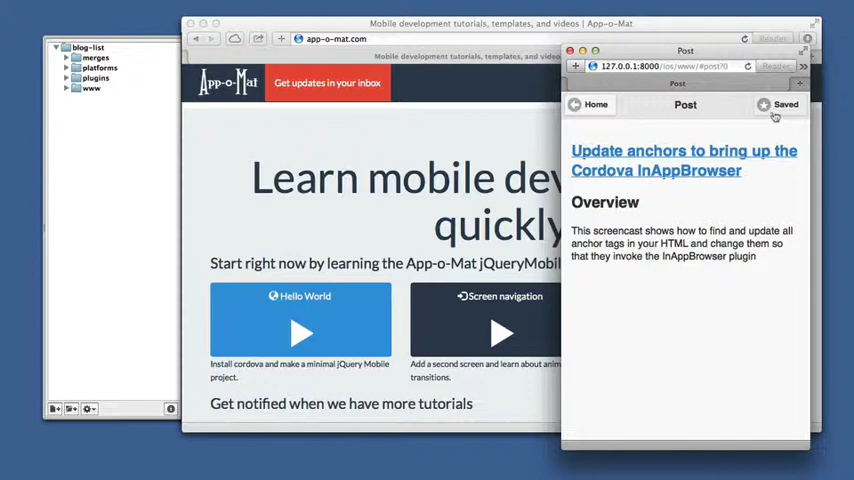 Mobile development tutorials, templates, and videos | App-o-Mat
app-o-mat.com
Reader
Mobile development tutorials, templates, and videos
blog-list
merges
platforms
plugins
www
App-o-Mat
Get updates in your inbox
Learn mobile dev
quickly
Start right now by learning the App-o-Mat jQueryMobil
Hello World
Screen navigation
Install cordova and make a minimal jQuery Mobile
project.
Add a second screen and learn about anim
transitions.
Get notified when we have more tutorials
Post
127.0.0.1:8000/ios/www/#post?0
Reader
Post
Home
Post
Saved
Update anchors to bring up the
Cordova InAppBrowser
Overview
This screencast shows how to find and update all
anchor tags in your HTML and change them so
that they invoke the InAppBrowser plugin